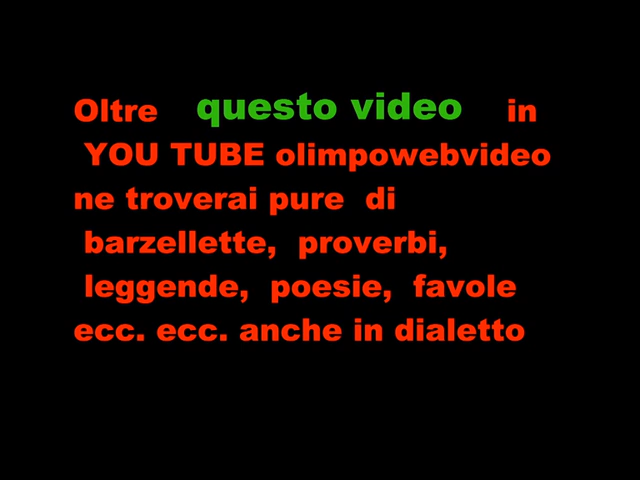 Oltre questo video in
YOU TUBE olimpowebvideo
ne troverai pure di
barzellette, proverbi,
leggende, poesie, favole
ecc. ecc. anche in dialetto